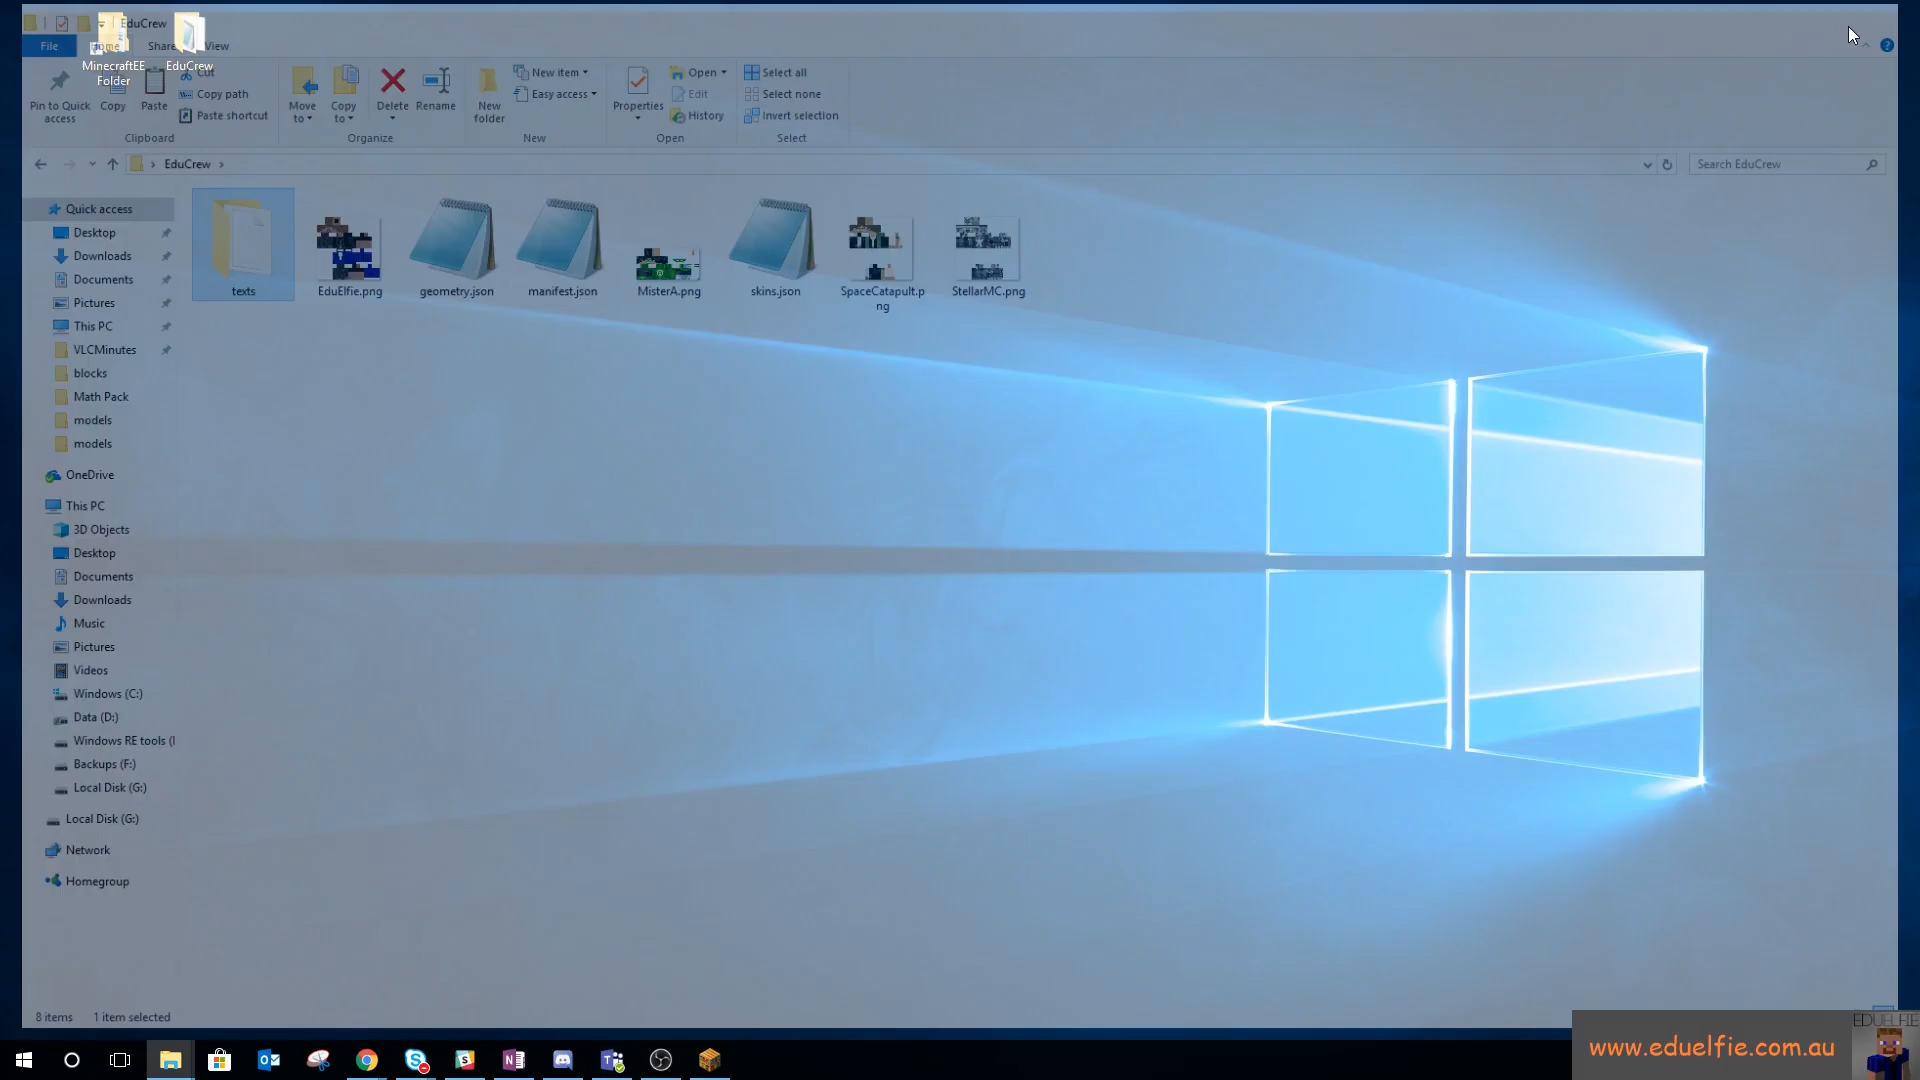 EduCrew
File
Home
Share
View
MinecraftEE
Folder
EduCrew
Pin to Quick
access
Copy
Paste
Cut
Copy path
Paste shortcut
Clipboard
Move
to
Copy
to
Delete
Rename
Organize
New
folder
New item
Easy access
New
Properties
Open
Edit
History
Open
Select all
Select none
Invert selection
Select
EduCrew
Search EduCrew
Quick access
Desktop
Downloads
Documents
Pictures
This PC
VLCMinutes
blocks
Math Pack
models
models
OneDrive
This PC
3D Objects
Desktop
Documents
Downloads
Music
Pictures
Videos
Windows (C:)
Data (D:)
Windows RE tools (
Backups (F:)
Local Disk (G:)
Local Disk (G:)
Network
Homegroup
texts
EduElfie.png
geometry.json
manifest.json
MisterA.png
skins.json
SpaceCatapult.p
ng
StellarMC.png
8 items
1 item selected
EDUELFIE
www.eduelfie.com.au